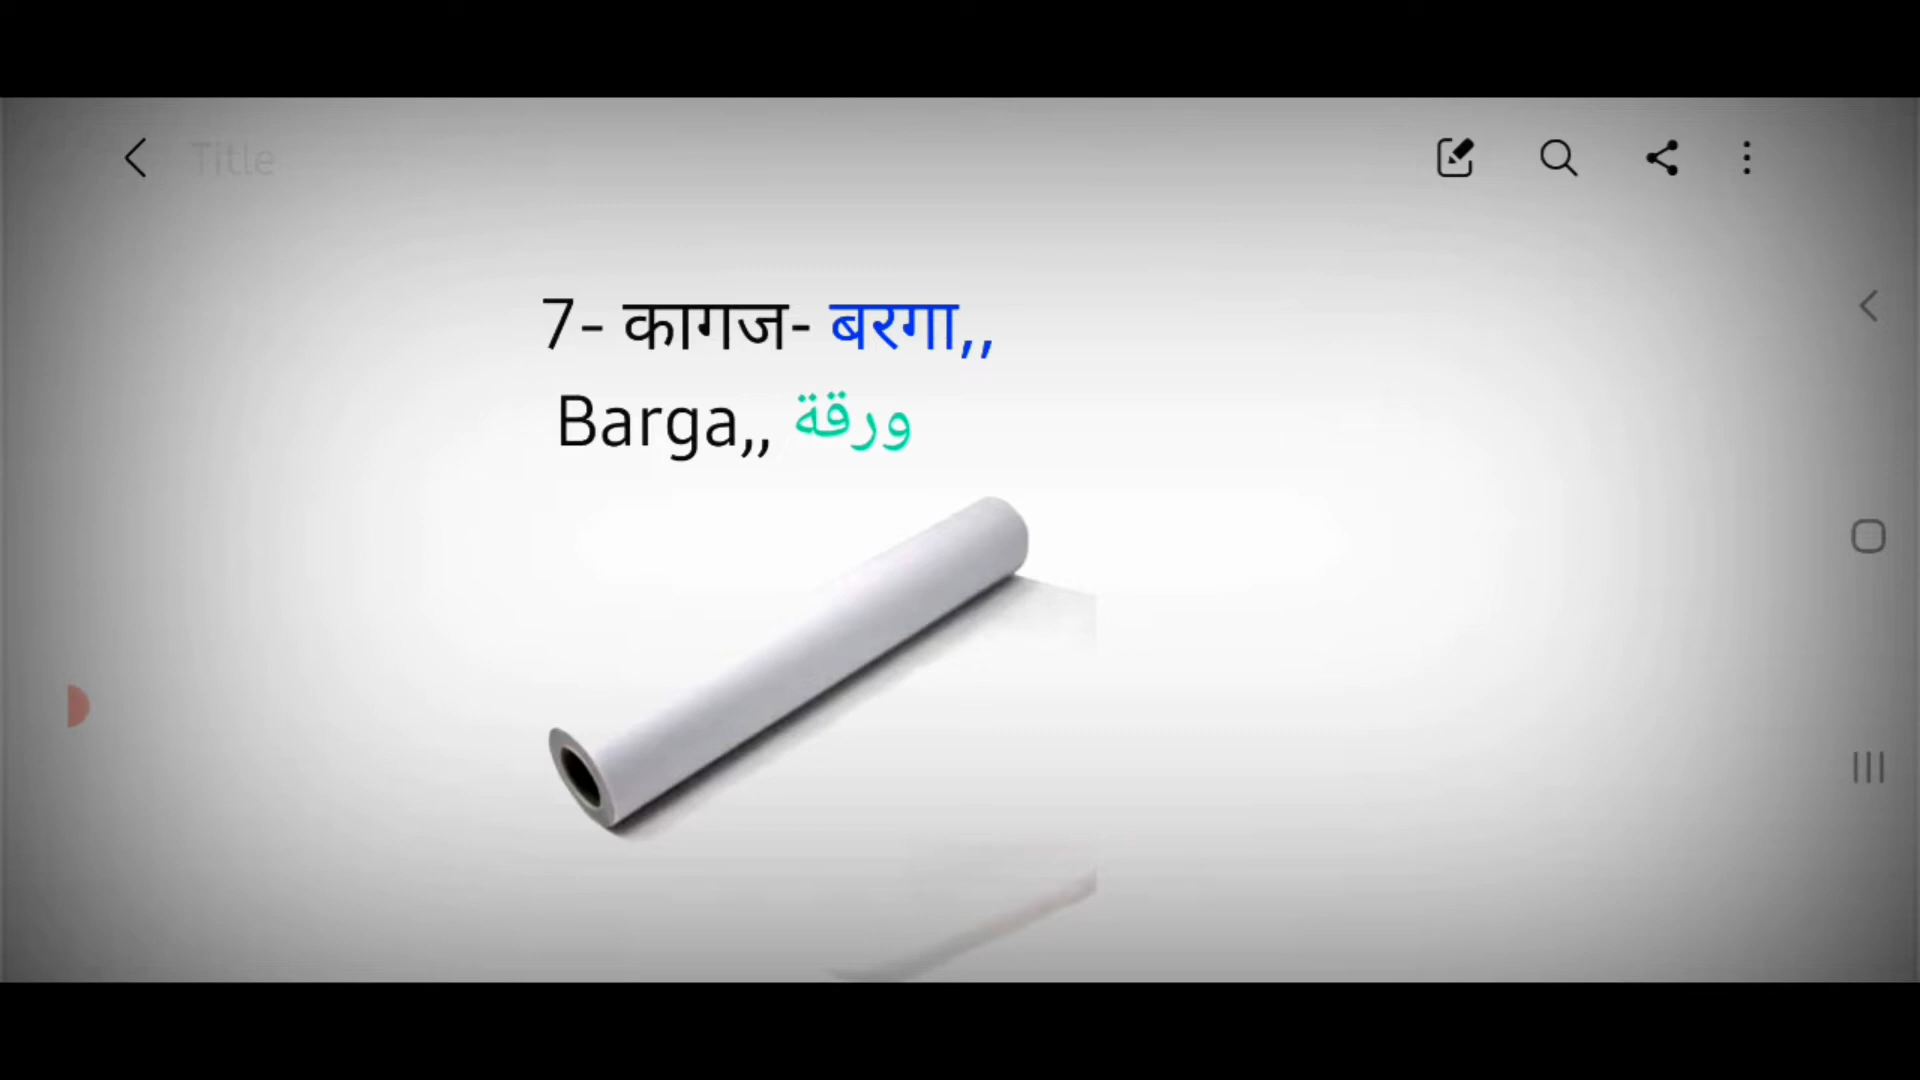 Title
7- कागज- बरगा,,
Barga,, ورقة